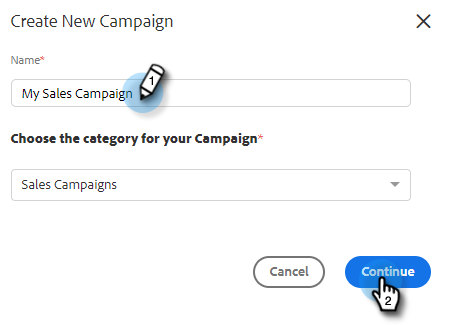 Create New Campaign
Name*
My Sales Campaign
1
Choose the category for your Campaign*
Sales Campaigns
Cancel
Continue
2